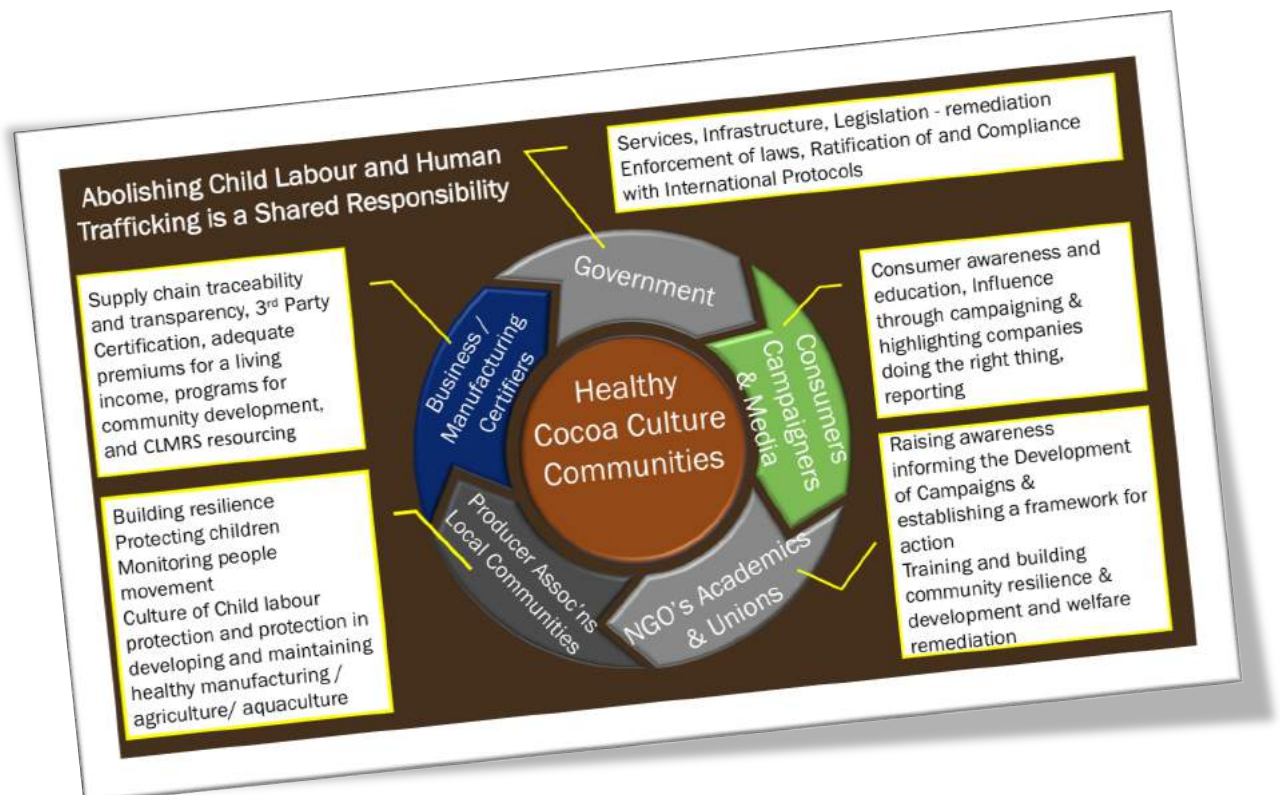 Abolishing Child Labour and Human
Trafficking is a Shared Responsibility
Services, Infrastructure, Legislation - remediation
Enforcement of laws, Ratification of and Compliance
with International Protocols
Supply chain traceability
and transparency, 3rd Party
Certification, adequate
premiums for a living
income, programs for
community development,
and CLMRS resourcing
Building resilience
Protecting children
Monitoring people
movement
Culture of Child labour
protection and protection in
developing and maintaining
healthy manufacturing /
agriculture/ aquaculture
Government
Business /
Manufacturing
Certifiers
Healthy
Cocoa Culture
Communities
Consumers
Campaigners
& Media
Producer Assoc'ns
Local Communities
NGO's Academics
& Unions
Consumer awareness and
education, Influence
through campaigning &
highlighting companies
doing the right thing,
reporting
Raising awareness
informing the Development
of Campaigns &
establishing a framework for
action
Training and building
community resilience &
development and welfare
remediation